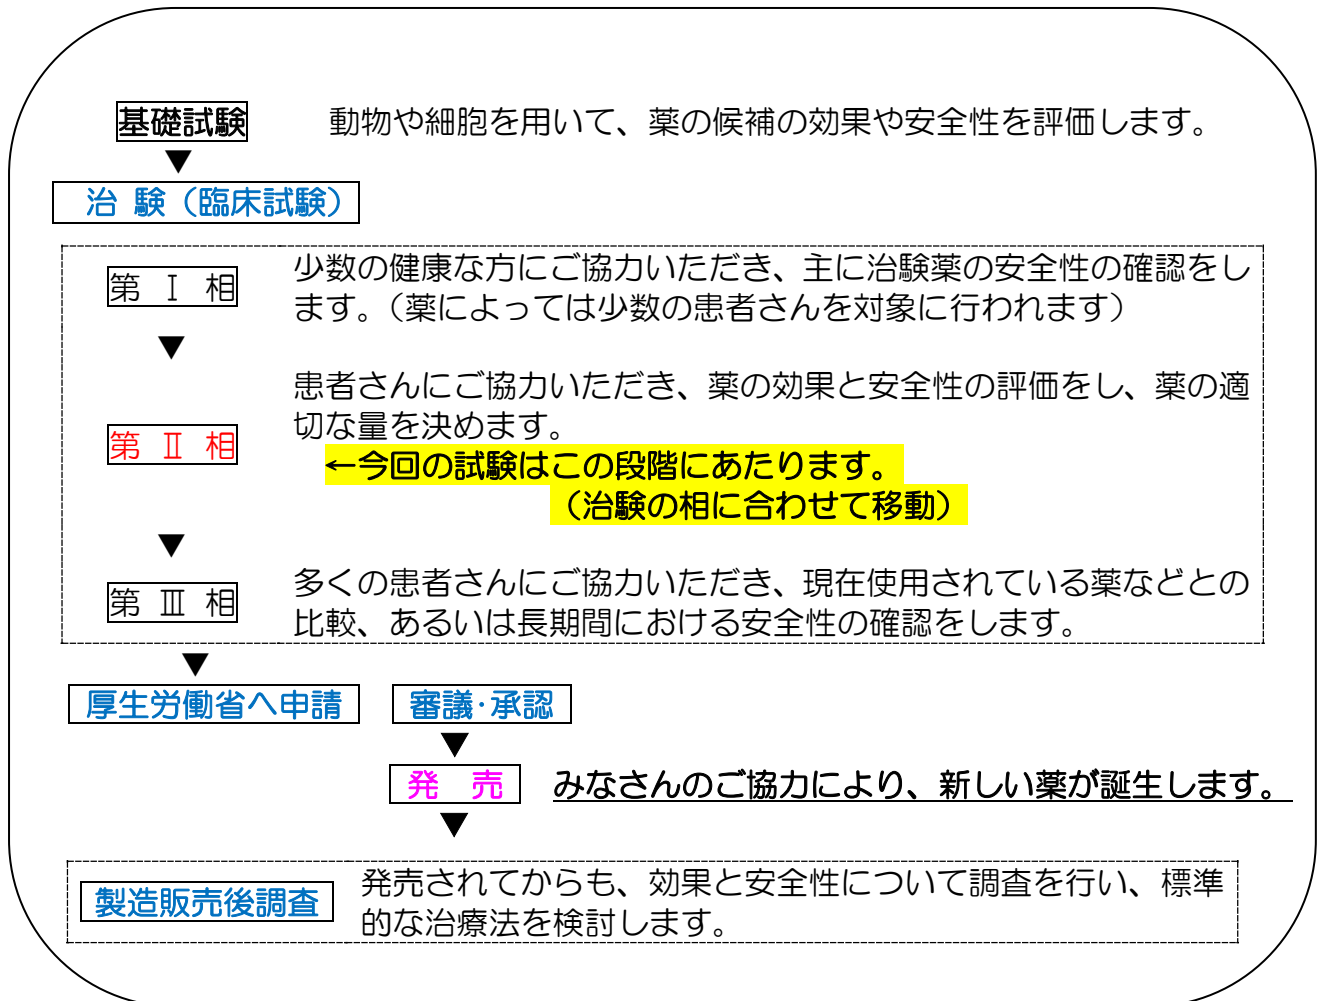 基礎試験 動物や細胞を用いて、薬の候補の効果や安全性を評価します。
▼
治 験（臨床試験）
第 Ⅰ 相 少数の健康な方にご協力いただき、主に治験薬の安全性の確認をし
ます。（薬によっては少数の患者さんを対象に行われます）
▼
患者さんにご協力いただき、薬の効果と安全性の評価をし、薬の適
第 Ⅱ 相 切な量を決めます。
←今回の試験はこの段階にあたります。
（治験の相に合わせて移動）
▼
第 Ⅲ 相 多くの患者さんにご協力いただき、現在使用されている薬などとの
比較、あるいは長期間における安全性の確認をします。
▼
厚生労働省へ申請 審議・承認
▼
発 売 みなさんのご協力により、新しい薬が誕生します。
▼
製造販売後調査 発売されてからも、効果と安全性について調査を行い、標準
的な治療法を検討します。